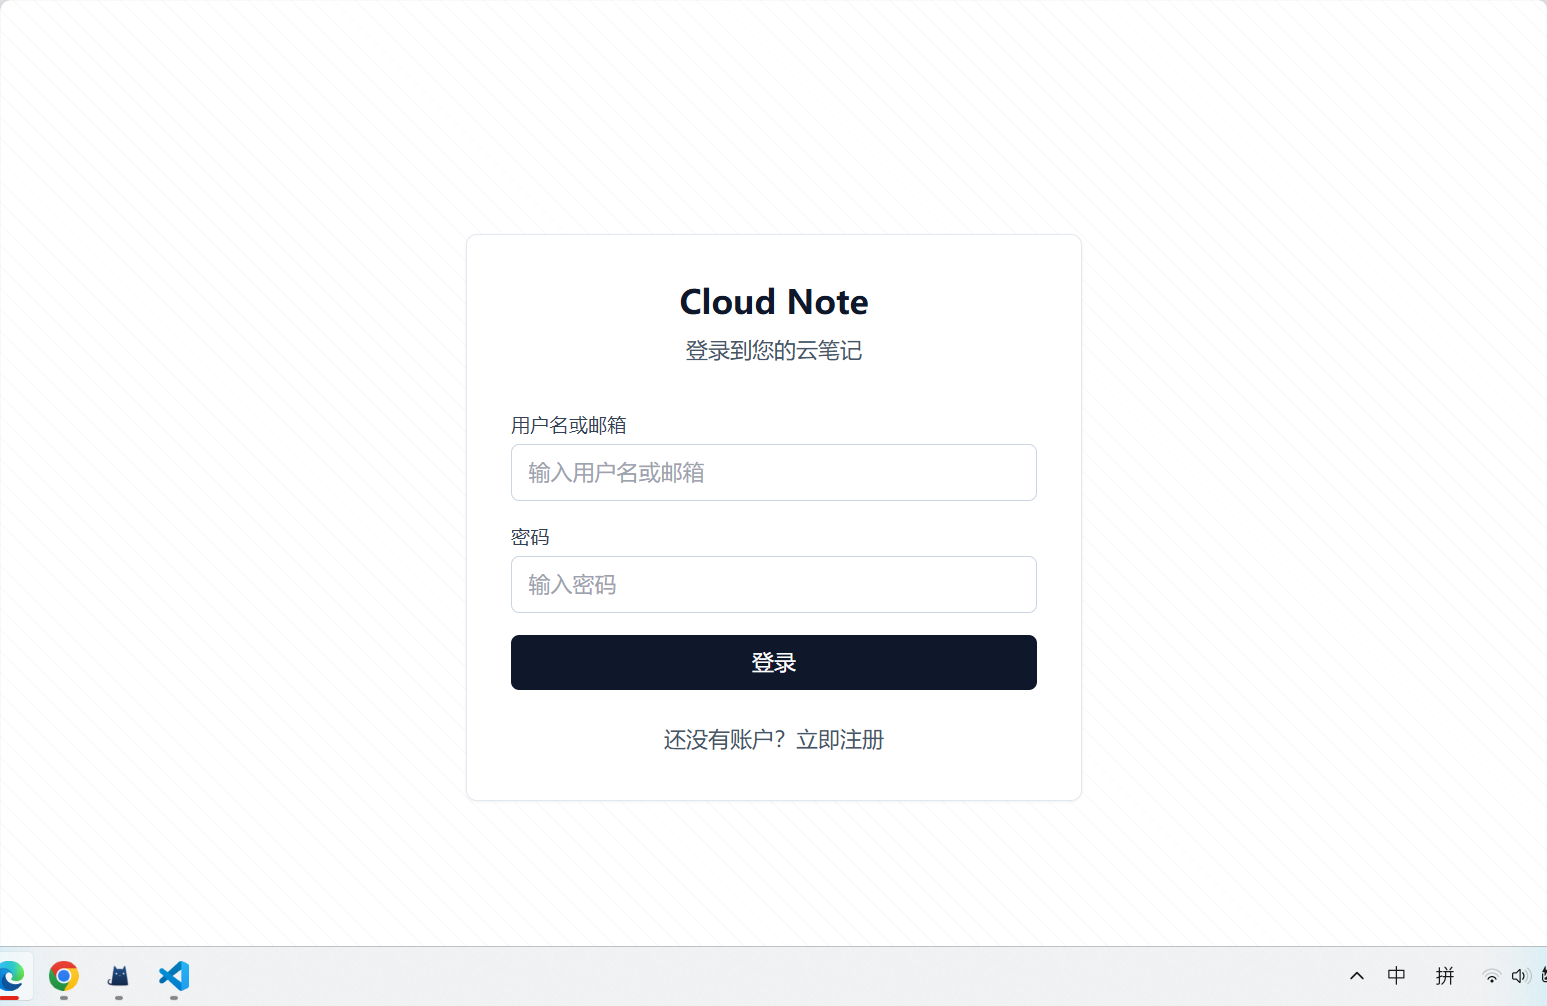 Cloud Note
登录到您的云笔记
用户名或邮箱
输入用户名或邮箱
密码
输入密码
登录
还没有账户？立即注册
中 拼